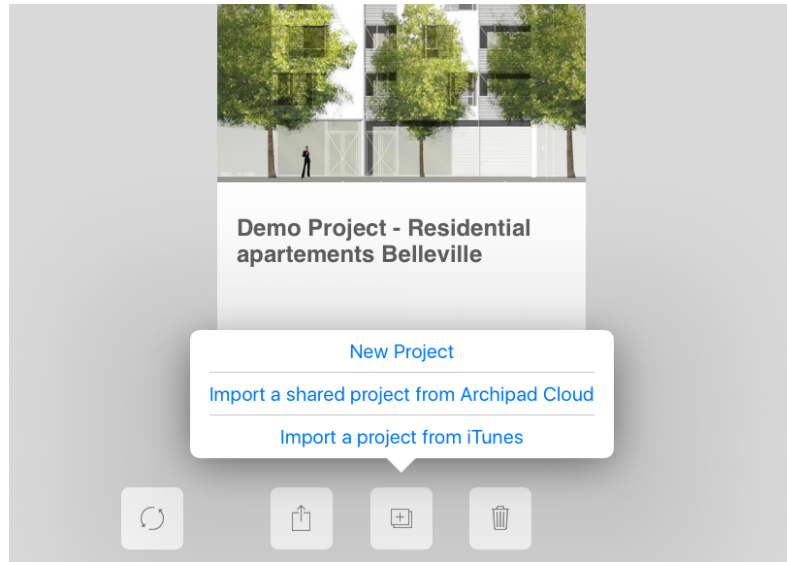 Demo Project - Residential
apartements Belleville
New Project
Import a shared project from Archipad Cloud
Import a project from iTunes